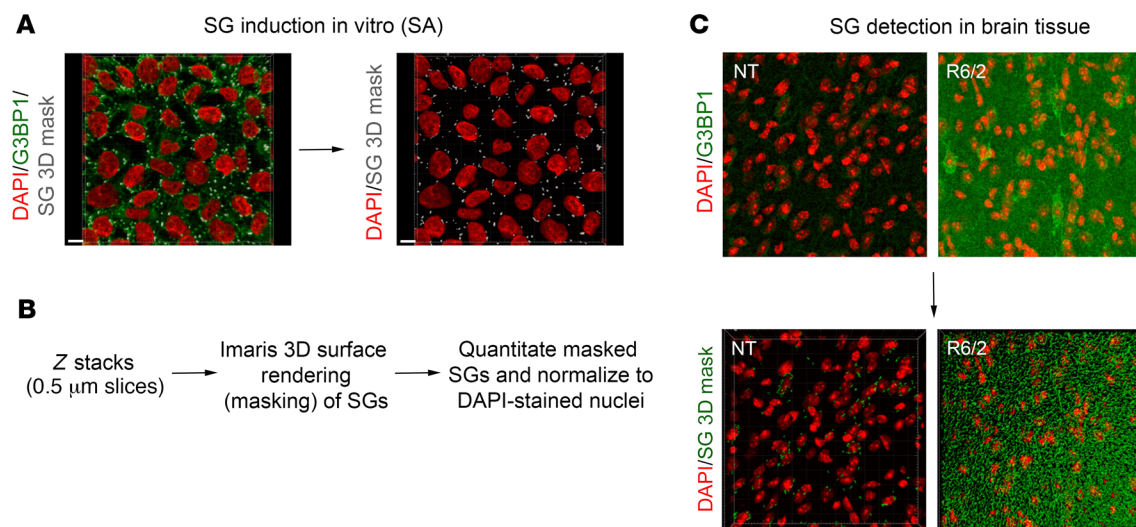 A
SG induction in vitro (SA)
DAPI/G3BP1/
SG 3D mask
DAPI/SG 3D mask
B
Z stacks
(0.5 μm slices)
Imaris 3D surface
rendering
(masking) of SGs
Quantitate masked
SGs and normalize to
DAPI-stained nuclei
C
SG detection in brain tissue
DAPI/G3BP1
NT
R6/2
DAPI/SG 3D mask
NT
R6/2